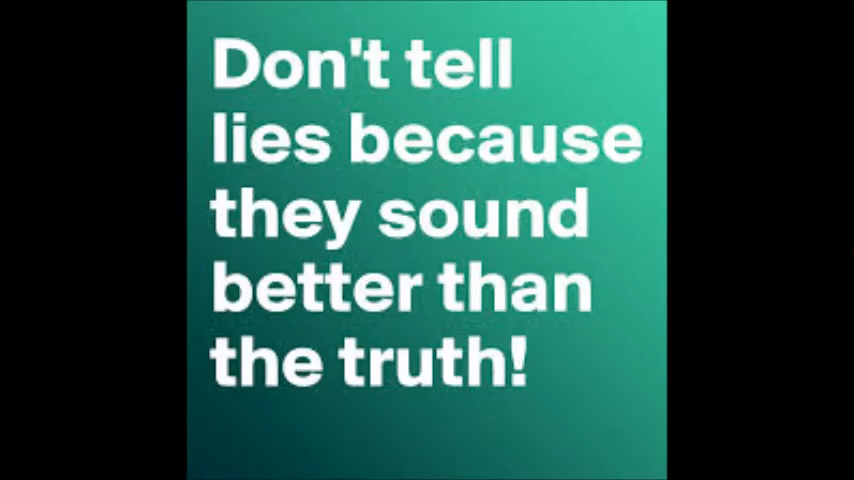 Don't tell
lies because
they sound
better than
the truth!